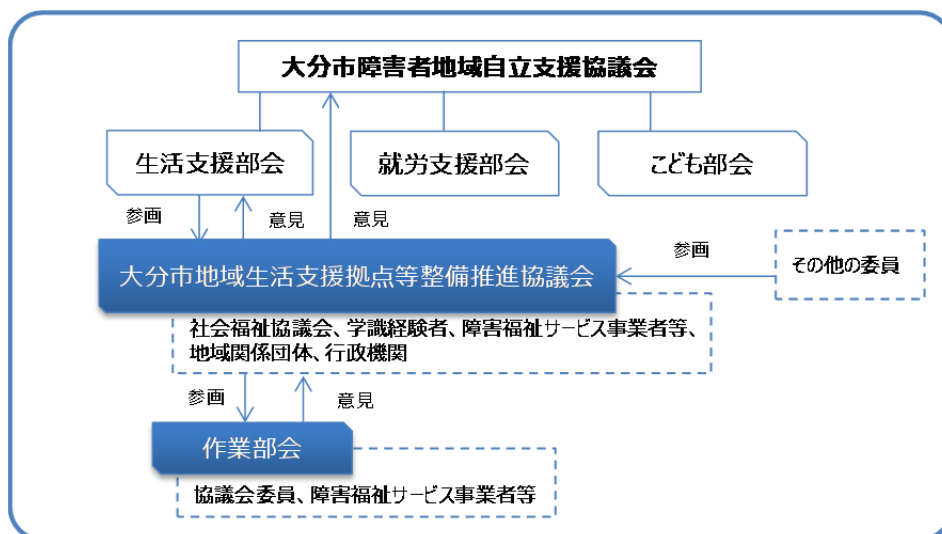 大分市障害者地域自立支援協議会
生活支援部会
就労支援部会
こども部会
参画
意見
意見
大分市地域生活支援拠点等整備推進協議会
参画
その他の委員
社会福祉協議会、学識経験者、障害福祉サービス事業者等、
地域関係団体、行政機関
参画
意見
作業部会
協議会委員、障害福祉サービス事業者等